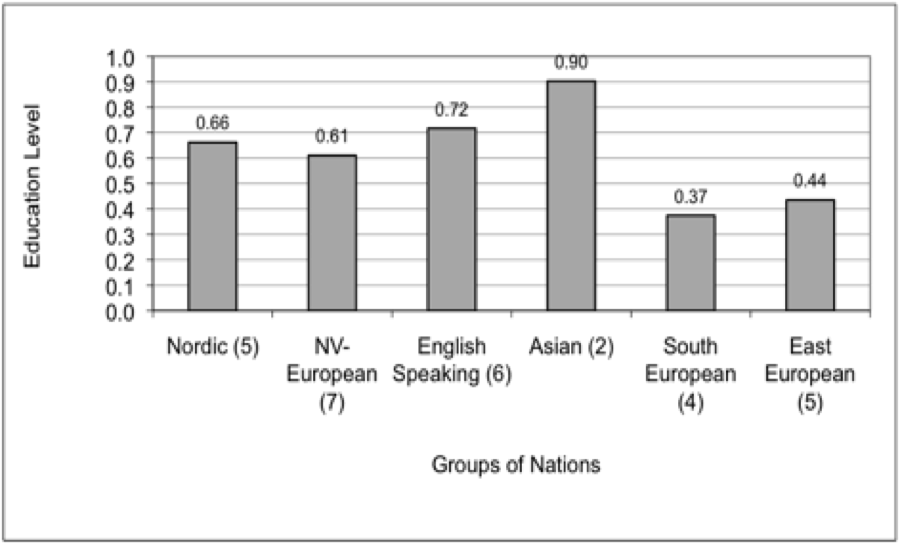 Education Level
1.0
0.9
0.8
0.7
0.6
0.5
0.4
0.3
0.2
0.1
0.0
0.66
0.61
0.72
0.90
0.37
0.44
Nordic (5)
NV-
European
(7)
English
Speaking (6)
Asian (2)
South
European
(4)
East
European
(5)
Groups of Nations